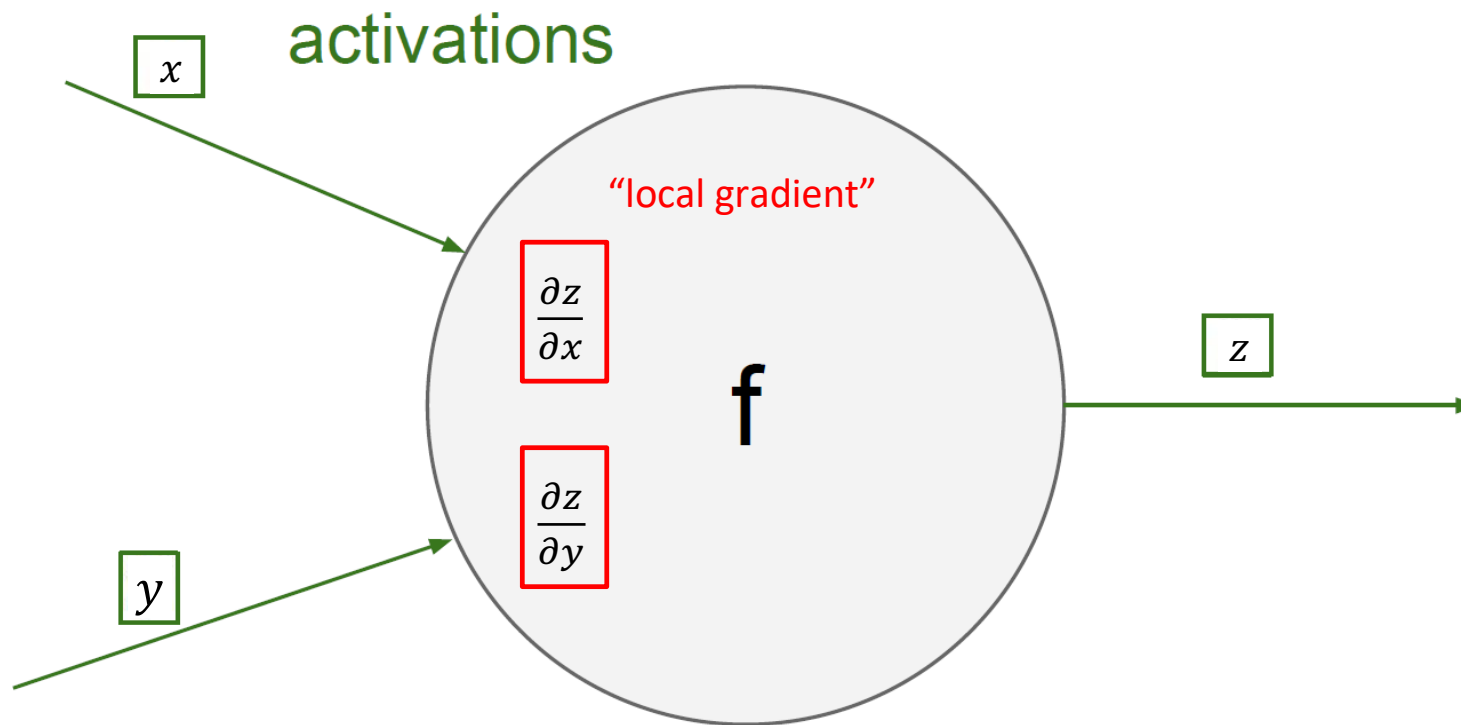 activations
x
“local gradient”
∂z
∂x
f
z
∂z
∂y
y